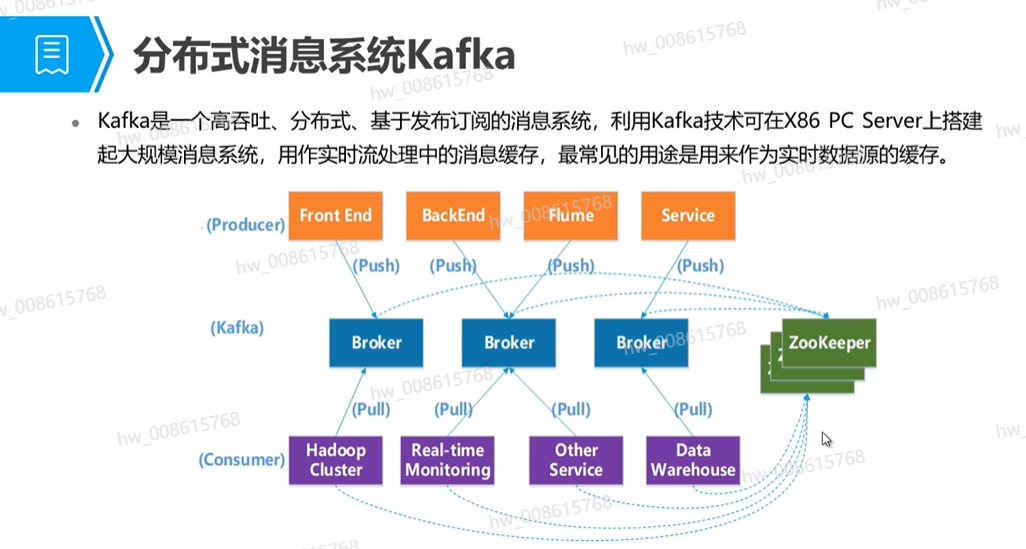 分布式消息系统Kafka
Kafka是一个高吞吐、分布式、基于发布订阅的消息系统，利用Kafka技术可在X86 PC Server上搭建
起大规模消息系统，用作实时流处理中的消息缓存，最常见的用途是用来作为实时数据源的缓存。
(Producer) Front End BackEnd Flume Service
(Push) (Push) (Push) (Push)
(Kafka)
Broker Broker Broker ZooKeeper
(Pull) (Pull) (Pull) (Pull)
(Consumer)
Hadoop Cluster
Real-time Monitoring
Other Service
Data Warehouse
hw_008615768
hw_008615768
hw_008615768
hw_008615768
hw_008615768
hw_008615768
hw_008615768
hw_008615768
hw_008615768
hw_008615768
hw_008615768
hw_008615768
hw_008615768
hw_008615768